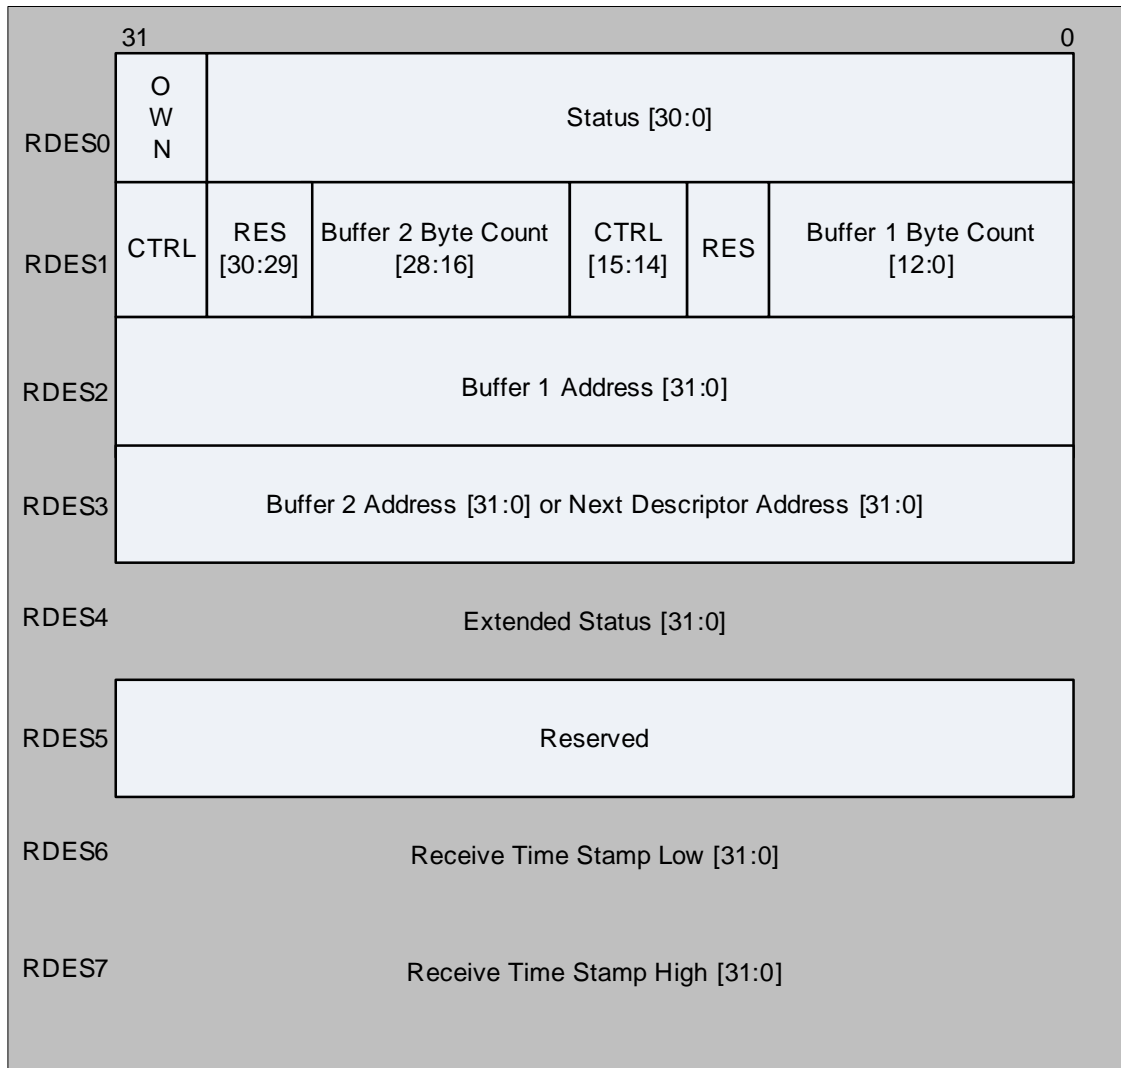 31 0
O
W
N
Status [30:0]
RDES0
CTRL
RES
[30:29]
Buffer 2 Byte Count
[28:16]
CTRL
[15:14]
RES
Buffer 1 Byte Count
[12:0]
RDES1
Buffer 1 Address [31:0]
RDES2
RDES3
Buffer 2 Address [31:0] or Next Descriptor Address [31:0]
RDES4
Extended Status [31:0]
RDES5
Reserved
RDES6
Receive Time Stamp Low [31:0]
RDES7
Receive Time Stamp High [31:0]